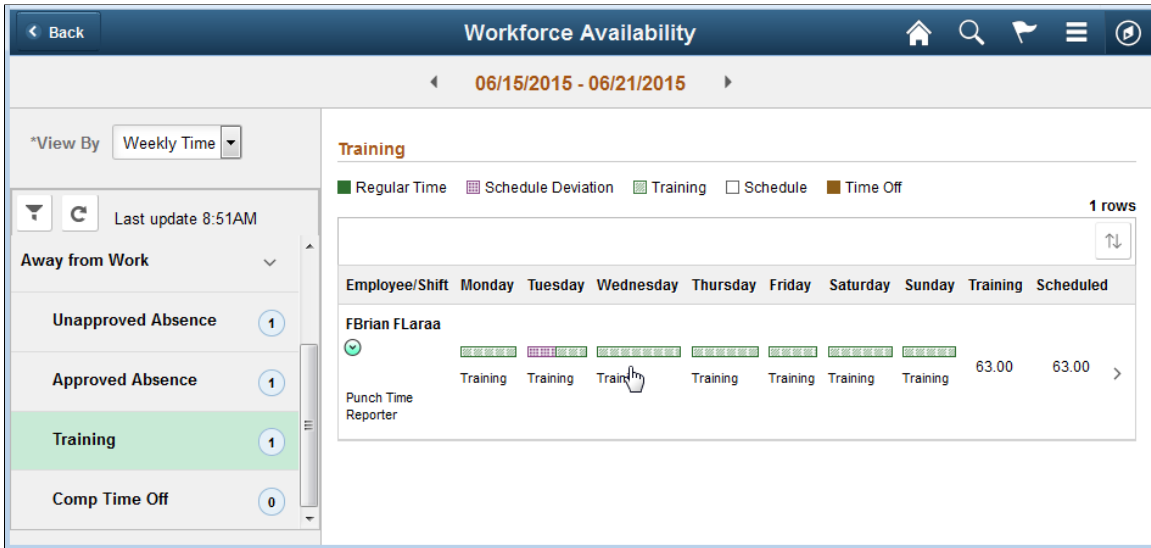 Back
Workforce Availability
06/15/2015 - 06/21/2015
*View By Weekly Time
Last update 8:51AM
Away from Work
Unapproved Absence 1
Approved Absence 1
Training 1
Comp Time Off 0
Training
Regular Time Schedule Deviation Training Schedule Time Off
1 rows
Employee/Shift Monday Tuesday Wednesday Thursday Friday Saturday Sunday Training Scheduled
FBrian FLaraa
Training Training Training Training Training Training 63.00 63.00
Punch Time
Reporter